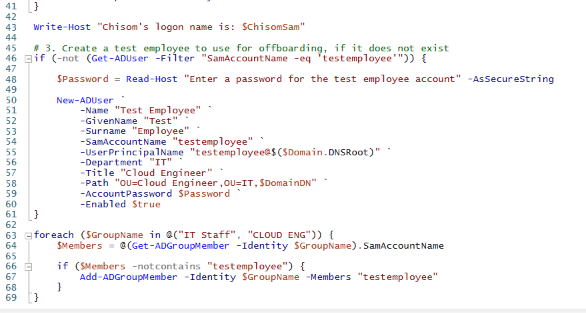 41 }
42
43 Write-Host "Chisom's logon name is: $ChisomSam"
44
45 # 3. Create a test employee to use for offboarding, if it does not exist
46 if (-not (Get-ADUser -Filter "SamAccountName -eq 'testemployee'")) {
47
48     $Password = Read-Host "Enter a password for the test employee account" -AsSecureString
49
50     New-ADUser `
51         -Name "Test Employee" `
52         -GivenName "Test" `
53         -Surname "Employee" `
54         -SamAccountName "testemployee" `
55         -UserPrincipalName "testemployee@$($Domain.DNSRoot)" `
56         -Department "IT" `
57         -Title "Cloud Engineer" `
58         -Path "OU=Cloud Engineer,OU=IT,$DomainDN" `
59         -AccountPassword $Password `
60         -Enabled $true
61 }
62
63 foreach ($GroupName in @("IT Staff", "CLOUD ENG")) {
64     $Members = @(Get-ADGroupMember -Identity $GroupName).SamAccountName
65
66     if ($Members -notcontains "testemployee") {
67         Add-ADGroupMember -Identity $GroupName -Members "testemployee"
68     }
69 }